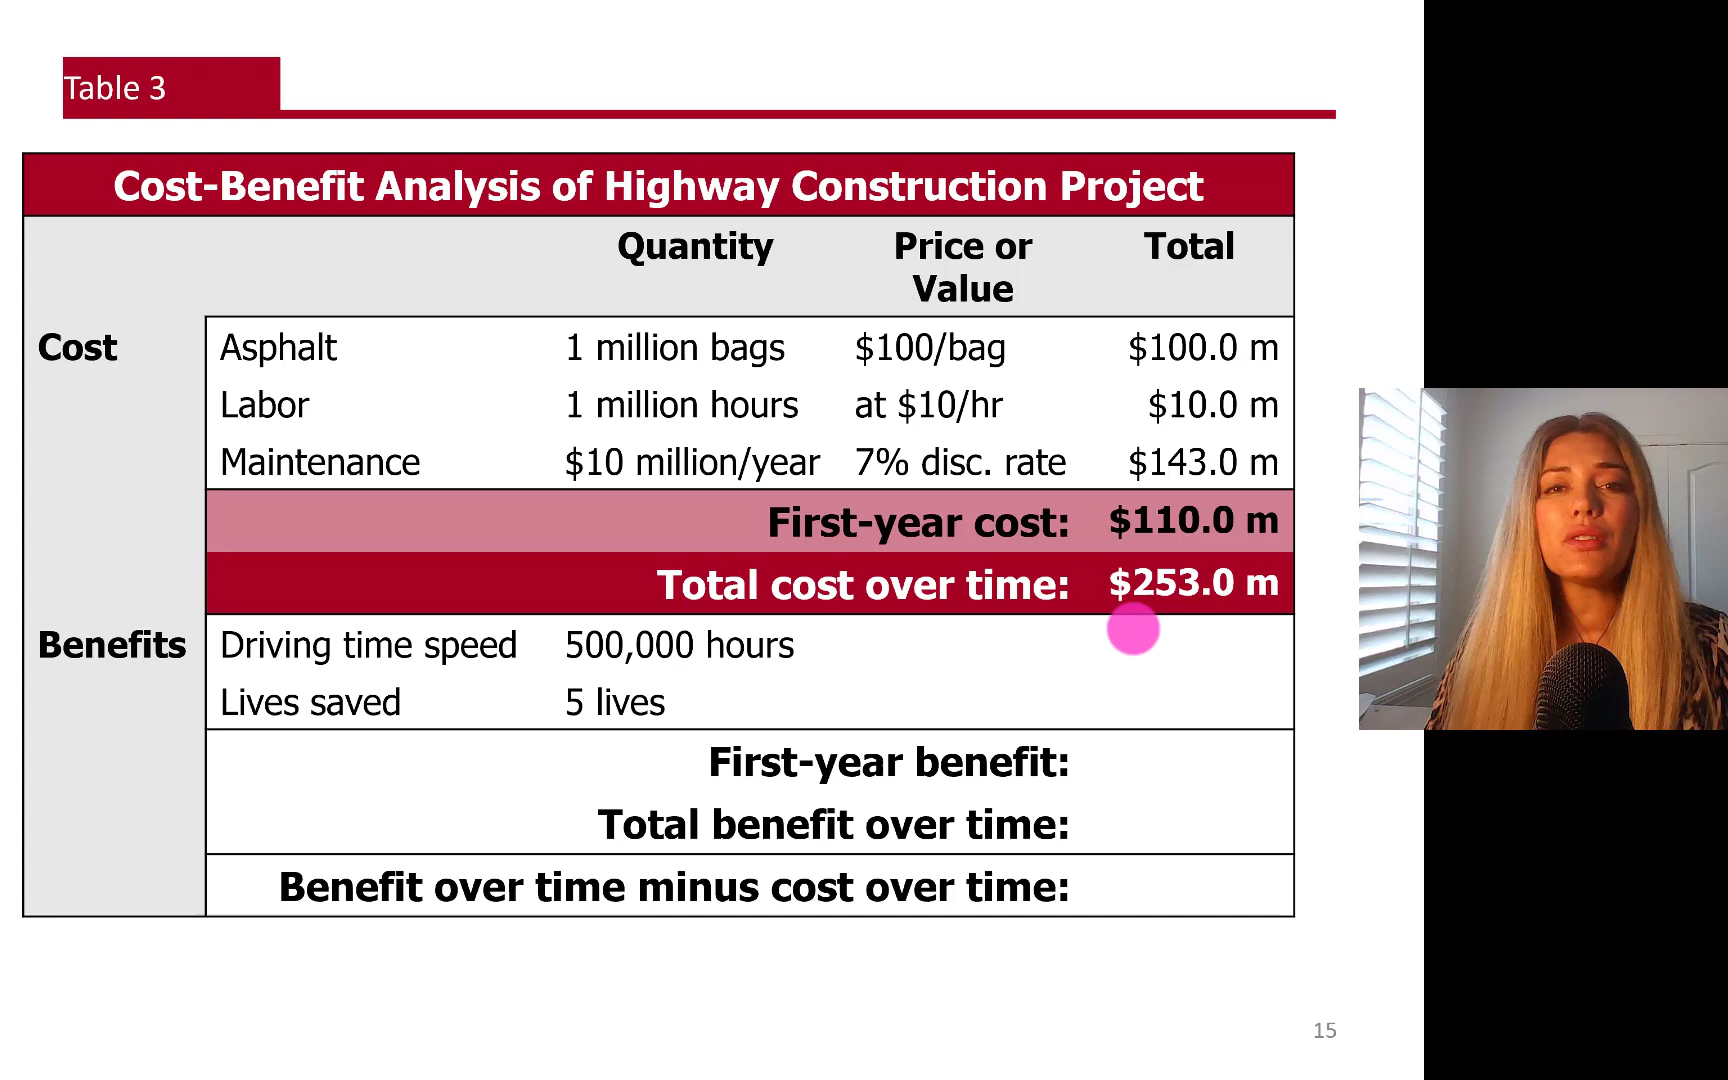 Table 3
Cost-Benefit Analysis of Highway Construction Project
Quantity Price or Value Total
Cost Asphalt 1 million bags $100/bag $100.0 m
Labor 1 million hours at $10/hr $10.0 m
Maintenance $10 million/year 7% disc. rate $143.0 m
First-year cost: $110.0 m
Total cost over time: $253.0 m
Benefits Driving time speed 500,000 hours
Lives saved 5 lives
First-year benefit:
Total benefit over time:
Benefit over time minus cost over time:
15